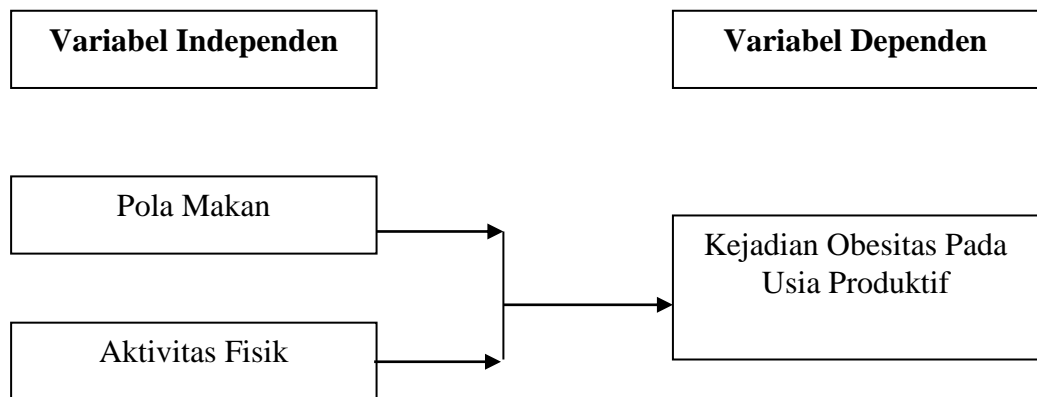 Variabel Independen
Variabel Dependen
Pola Makan
Kejadian Obesitas Pada
Usia Produktif
Aktivitas Fisik